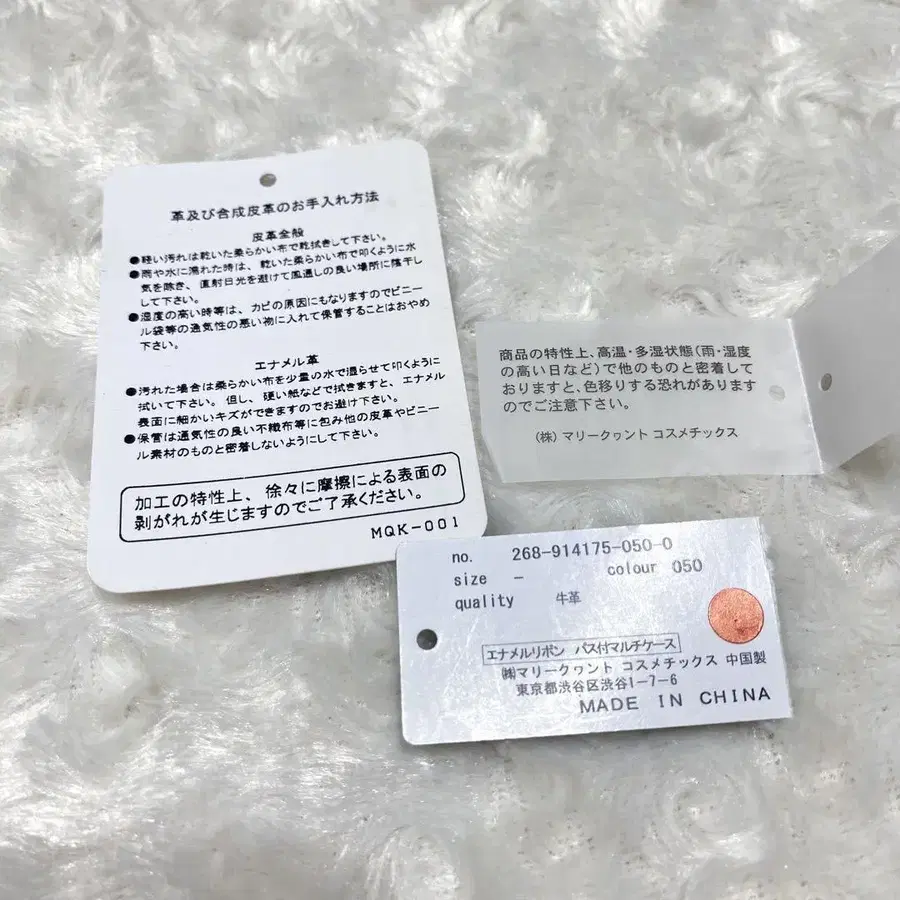 革及び合成皮革のお手入れ方法
皮革全般
●軽い汚れは乾いた柔らかい布で乾拭きして下さい。
●雨や水に濡れた時は、乾いた柔らかい布で叩くように水
気を除き、直射日光を避けて風通しの良い場所に陰干し
して下さい。
●湿度の高い時等は、カビの原因にもなりますのでビニー
ル袋等の通気性の悪い物に入れて保管することはおやめ
下さい。
エナメル革
●汚れた場合は柔らかい布を少量の水で湿らせて叩くように
拭いて下さい。但し、硬い紙などで拭きますと、エナメル
表面に細かいキズができますのでお避け下さい。
●保管は通気性の良い不織布等に包み他の皮革やビニー
ル素材のものと密着しないようにして下さい。
加工の特性上、徐々に摩擦による表面の
剥がれが生じますのでご了承ください。
MQK-001
商品の特性上、高温・多湿状態(雨・湿度
の高い日など)で他のものと密着して
おりますと、色移りする恐れがあります
のでご注意下さい。
(株) マリークヮント コスメチックス
no. 268-914175-050-0
size - colour 050
quality 牛革
エナメルリボン パス付マルチケース
㈱マリークヮント コスメチックス 中国製
東京都渋谷区渋谷1-7-6
MADE IN CHINA